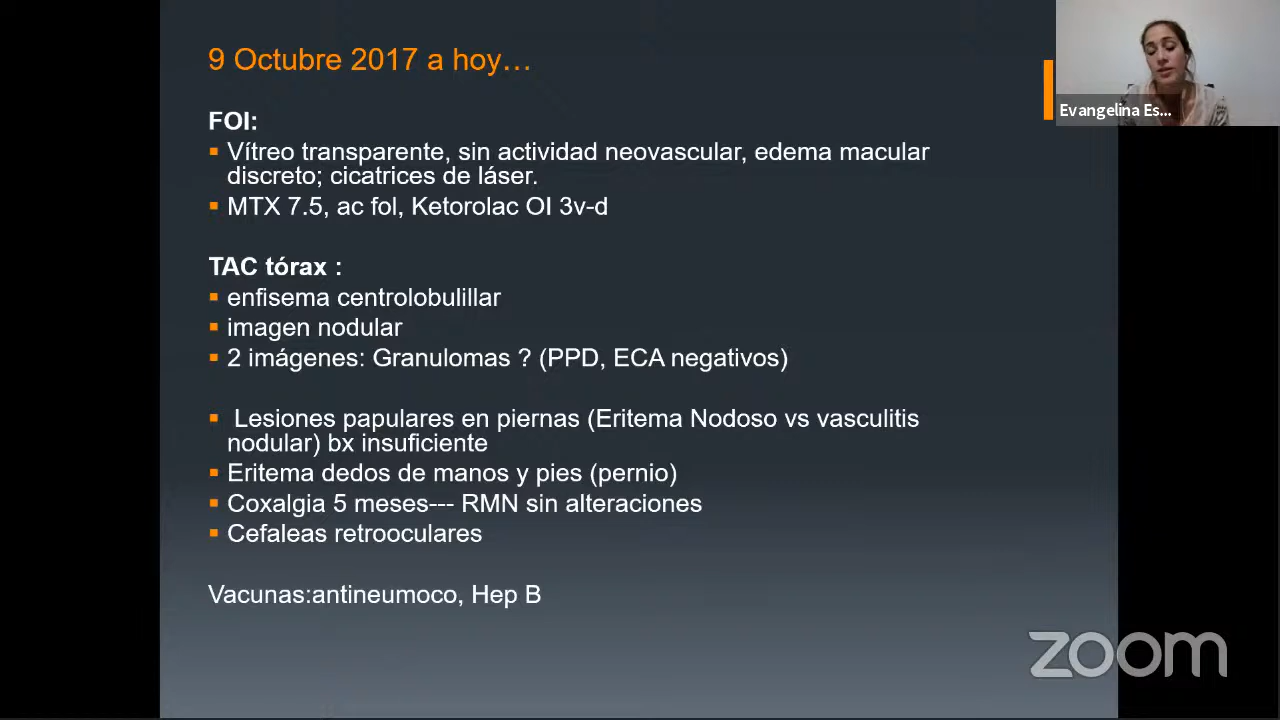 9 Octubre 2017 a hoy…
FOI:
Vítreo transparente, sin actividad neovascular, edema macular
discreto; cicatrices de láser.
MTX 7.5, ac fol, Ketorolac OI 3v-d
TAC tórax :
enfisema centrolobulillar
imagen nodular
2 imágenes: Granulomas ? (PPD, ECA negativos)
Lesiones papulares en piernas (Eritema Nodoso vs vasculitis
nodular) bx insuficiente
Eritema dedos de manos y pies (pernio)
Coxalgia 5 meses--- RMN sin alteraciones
Cefaleas retrooculares
Vacunas:antineumoco, Hep B
Evangelina Es...
zoom